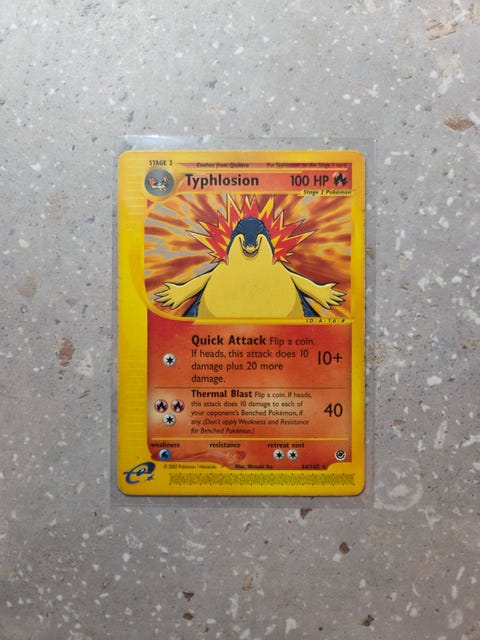 STAGE 2 Evolves from Quilava Put Typhlosion on the Stage 1 card
Typhlosion 100 HP
Stage 2 Pokémon
Quick Attack Flip a coin.
If heads, this attack does 10
damage plus 20 more
damage.
10+
Thermal Blast Flip a coin. If heads,
this attack does 10 damage to each of
your opponent's Benched Pokémon, if
any. (Don't apply Weakness and Resistance
for Benched Pokémon.)
40
weakness resistance retreat cost
© 2002 Pokémon / Nintendo
64/165
e